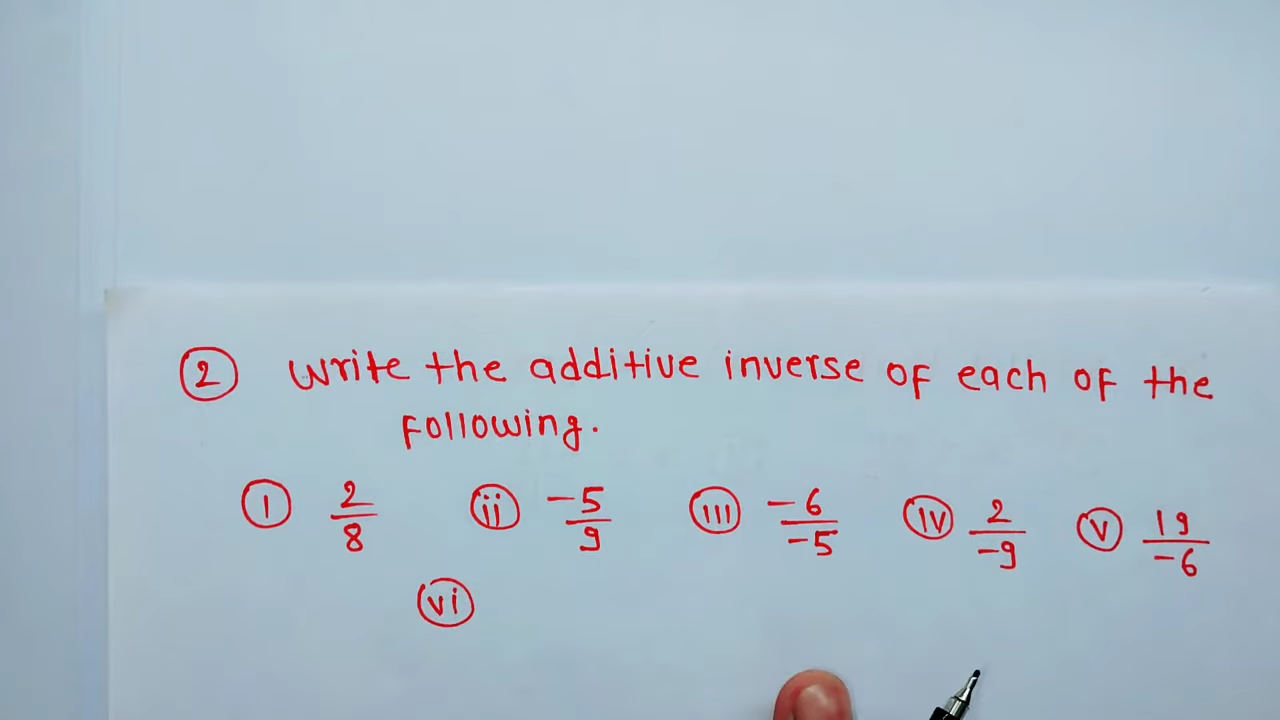 2 Write the additive inverse of each of the
following.
i 2/8 ii -5/9 iii -6/-5 iv 2/-9 v 19/-6
vi